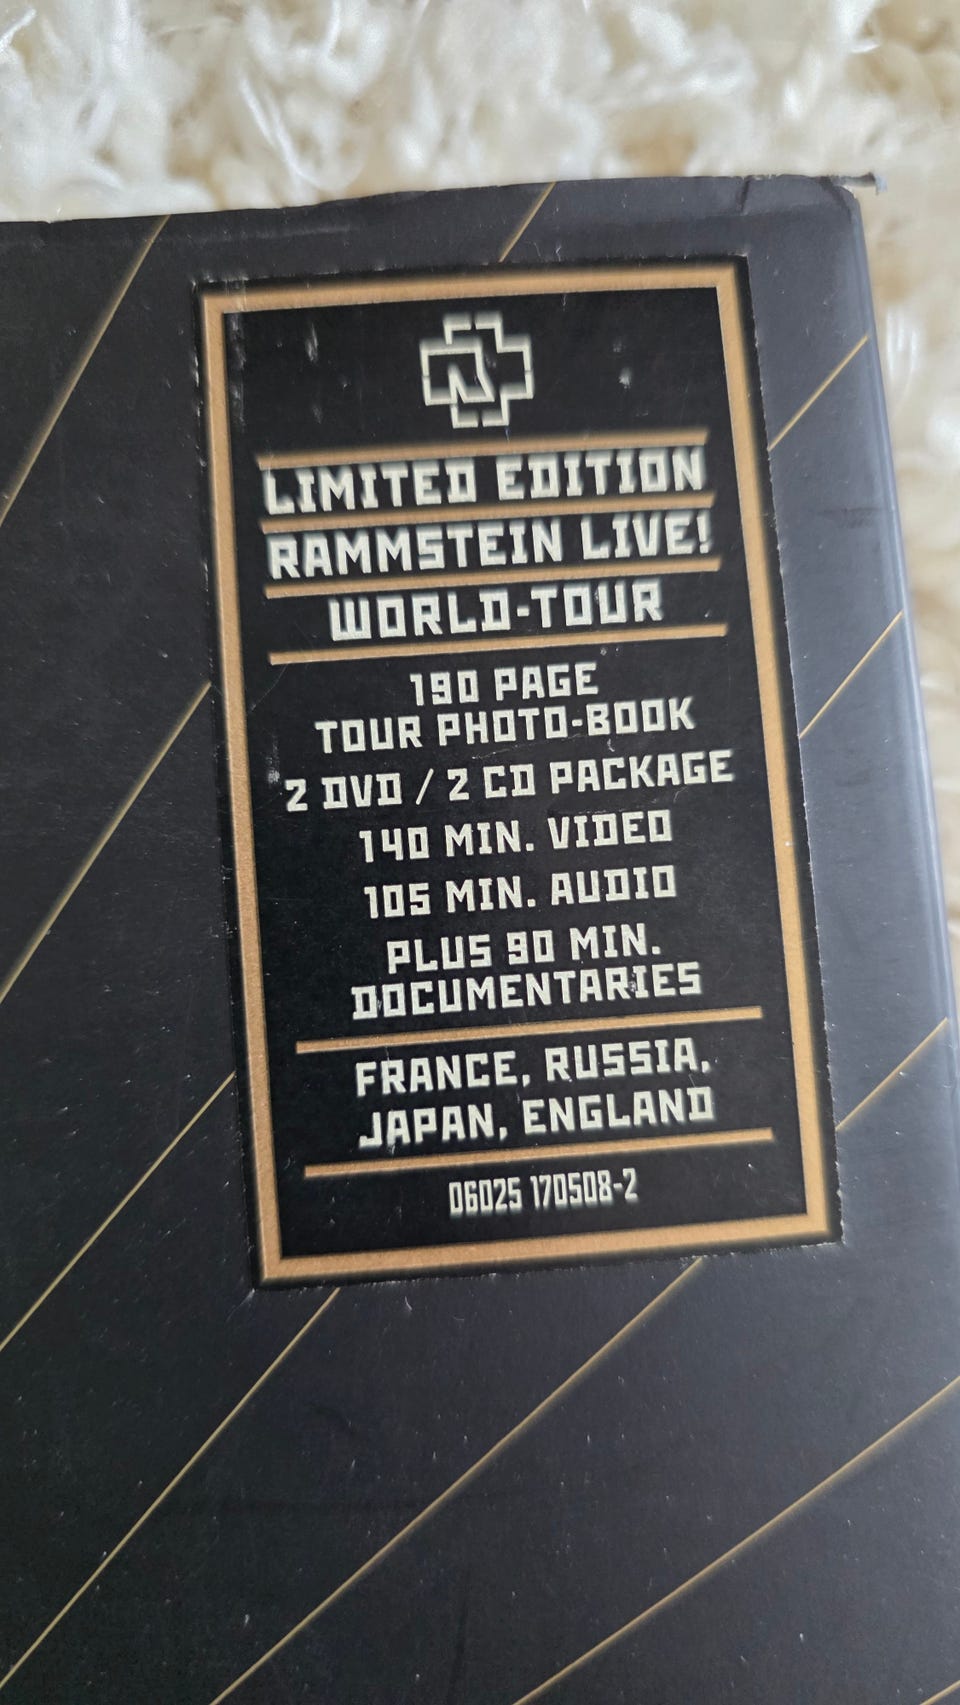 LIMITED EDITION
RAMMSTEIN LIVE!
WORLD-TOUR
190 PAGE
TOUR PHOTO-BOOK
2 DVD / 2 CD PACKAGE
140 MIN. VIDEO
105 MIN. AUDIO
PLUS 90 MIN.
DOCUMENTARIES
FRANCE, RUSSIA,
JAPAN, ENGLAND
06025 170508-2